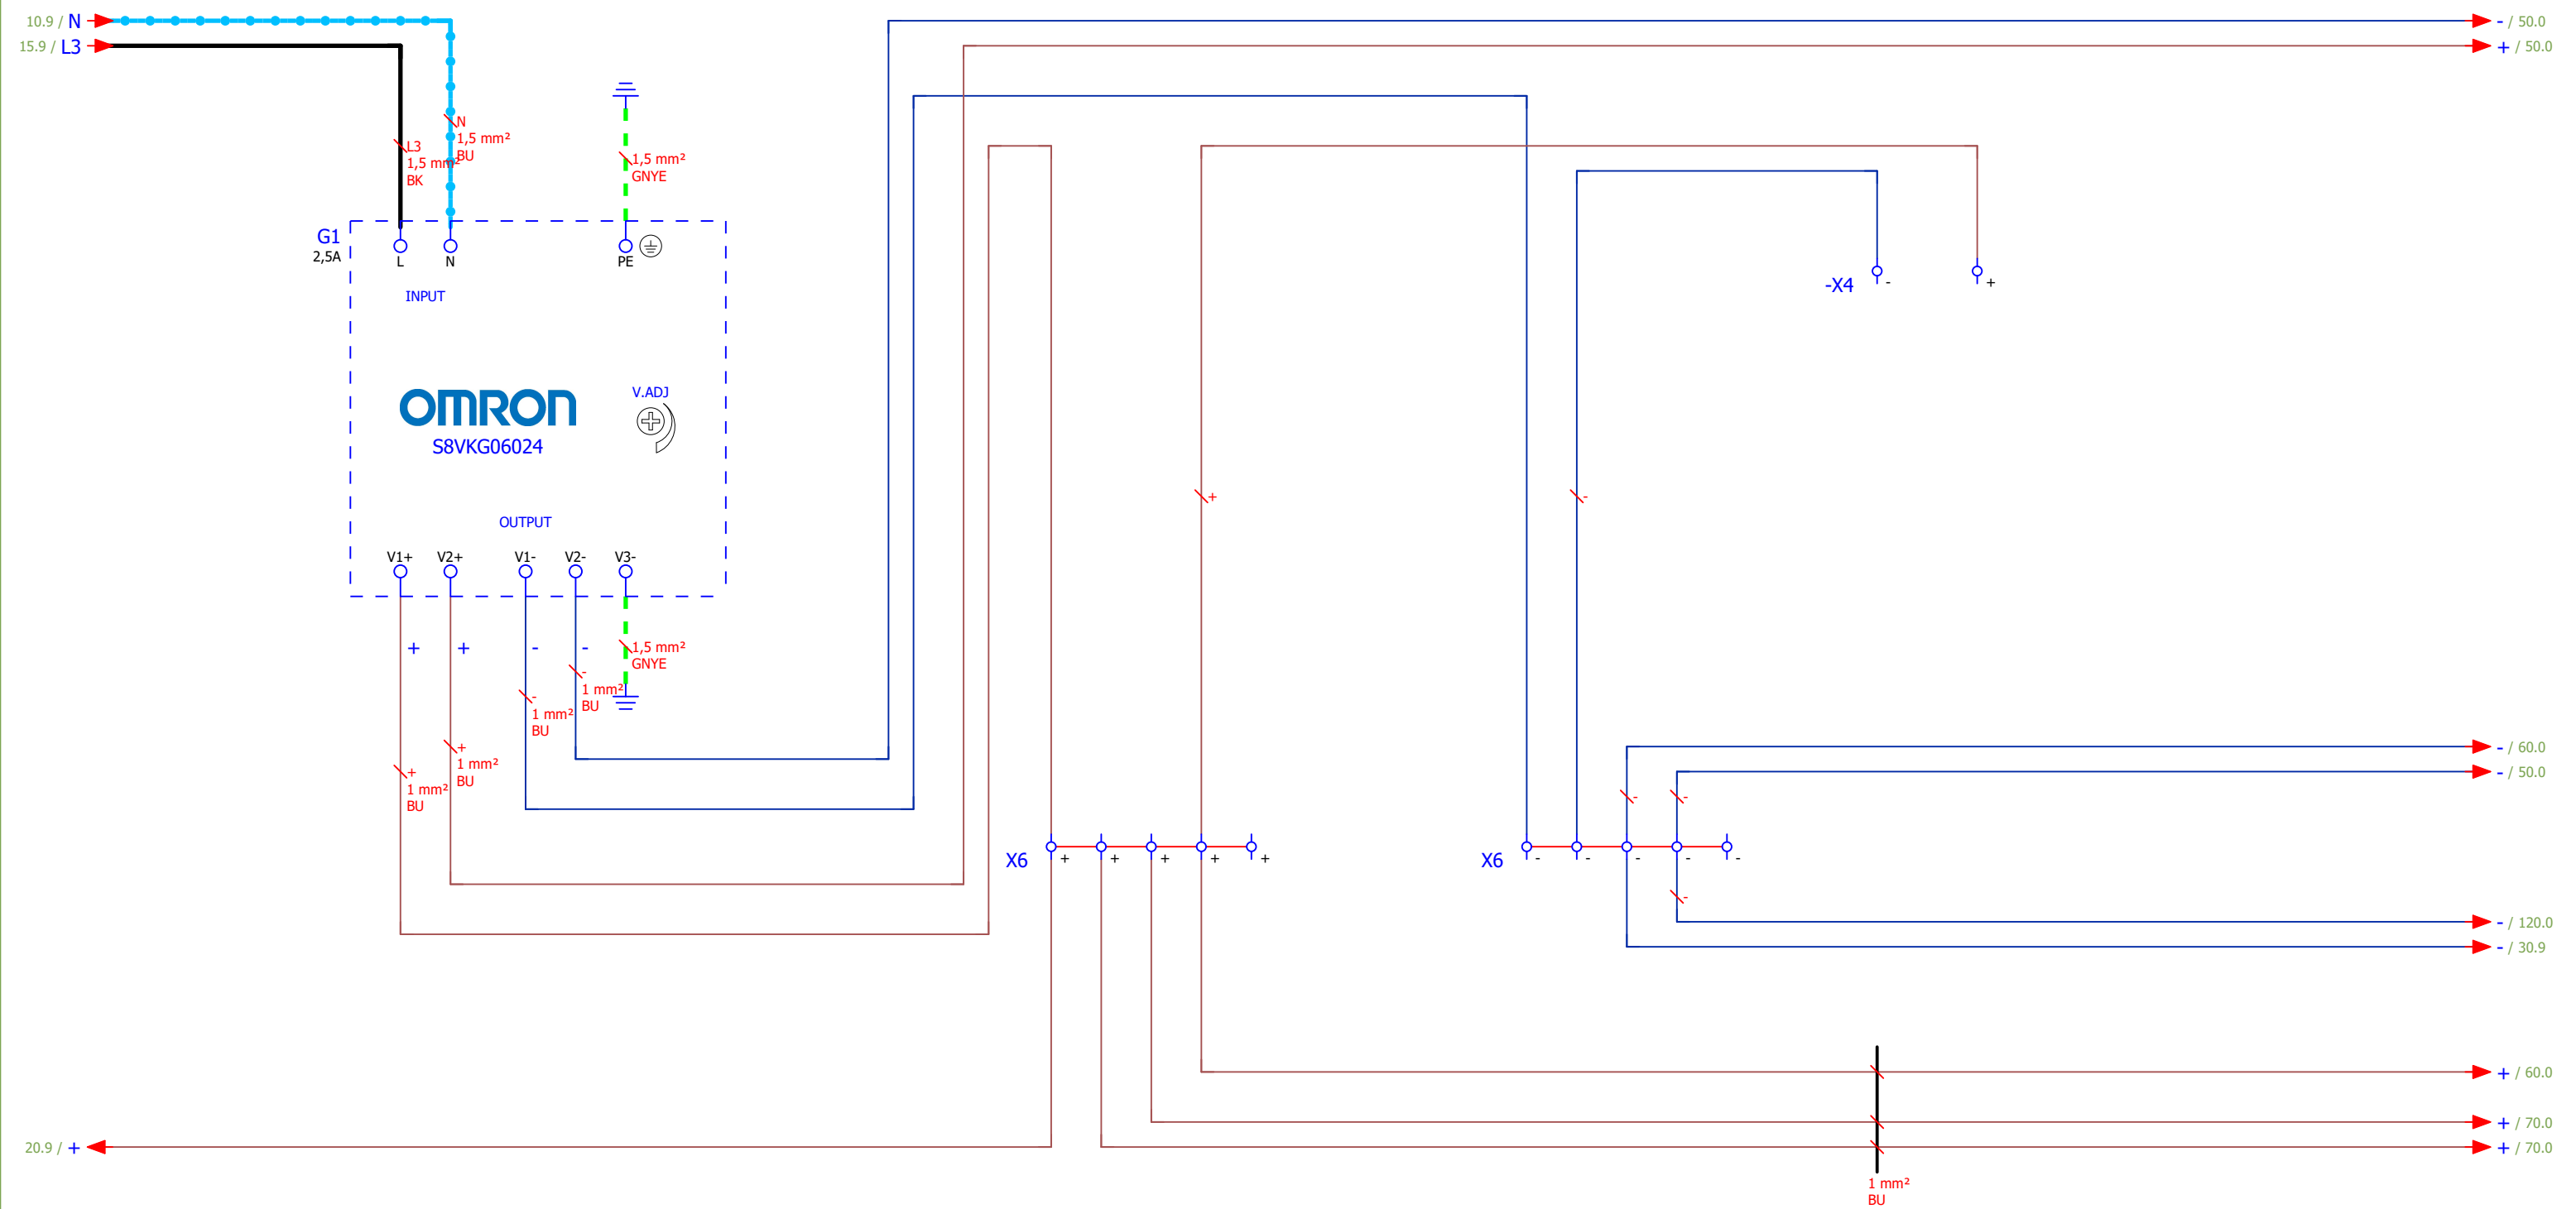 10.9 / N
15.9 / L3
- / 50.0
+ / 50.0
N
1,5 mm²
BU
L3
1,5 mm²
BK
1,5 mm²
GNYE
G1
2,5A
L
N
PE
INPUT
-X4
-
+
OMRON
S8VKG06024
V.ADJ
+
-
OUTPUT
V1+
V2+
V1-
V2-
V3-
+
+
-
-
1,5 mm²
GNYE
-
1 mm²
BU
-
1 mm²
BU
+
1 mm²
BU
+
1 mm²
BU
- / 60.0
- / 50.0
-
-
X6
+
+
+
+
+
X6
-
-
-
-
-
-
- / 120.0
- / 30.9
+ / 60.0
+ / 70.0
20.9 / +
+ / 70.0
1 mm²
BU